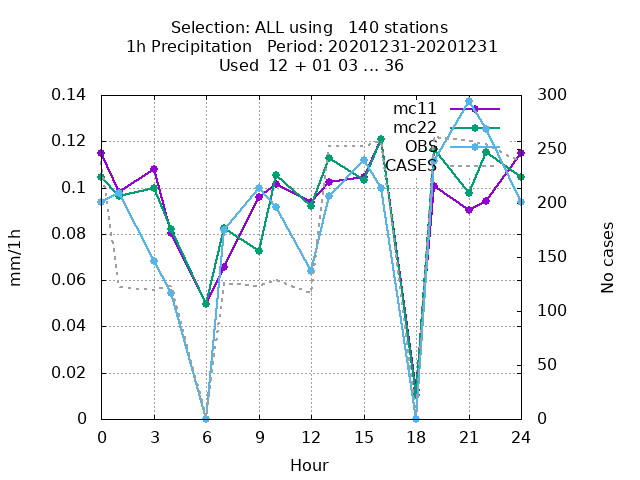 Selection: ALL using   140 stations
1h Precipitation   Period: 20201231-20201231
Used  12 + 01 03 ... 36
0.14
0.12
0.1
0.08
0.06
0.04
0.02
0
300
250
200
150
100
50
0
mc11
mc22
OBS
CASES
mm/1h
No cases
0 3 6 9 12 15 18 21 24
Hour